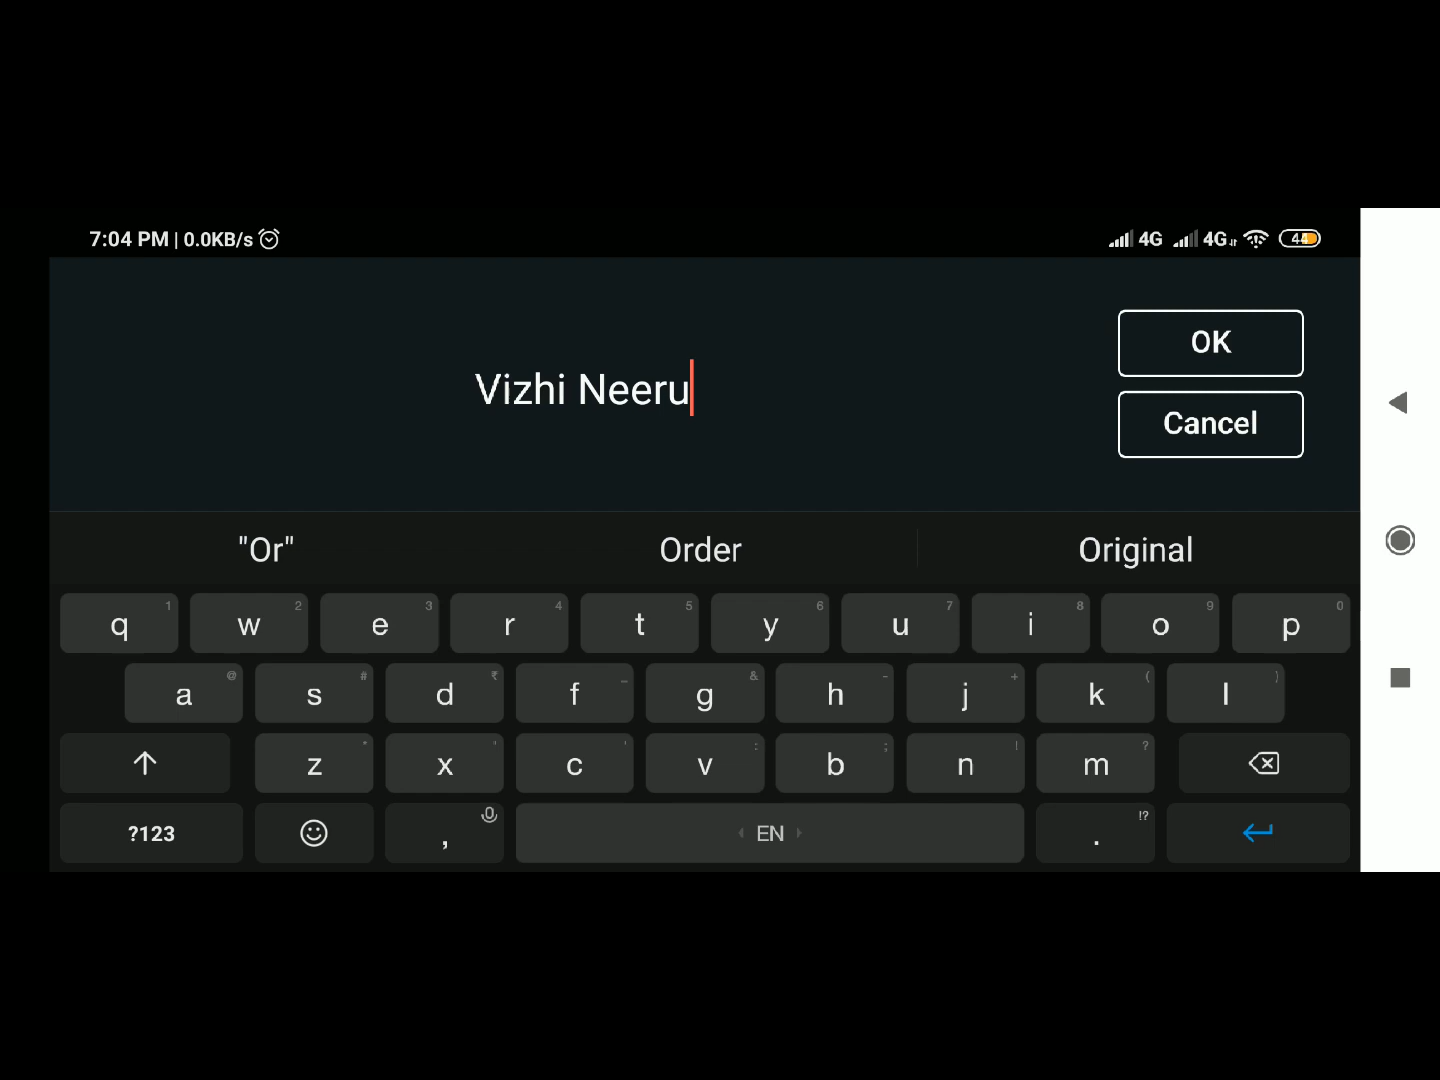 7:04 PM | 0.0KB/s 4G 4G 44
Vizhi Neeru
OK
Cancel
"Or" Order Original
1 2 3 4 5 6 7 8 9 0
q w e r t y u i o p
@ # ₹ _ & - + ( )
a s d f g h j k l
* " ' : ; ! ?
z x c v b n m
!?
?123 , EN .